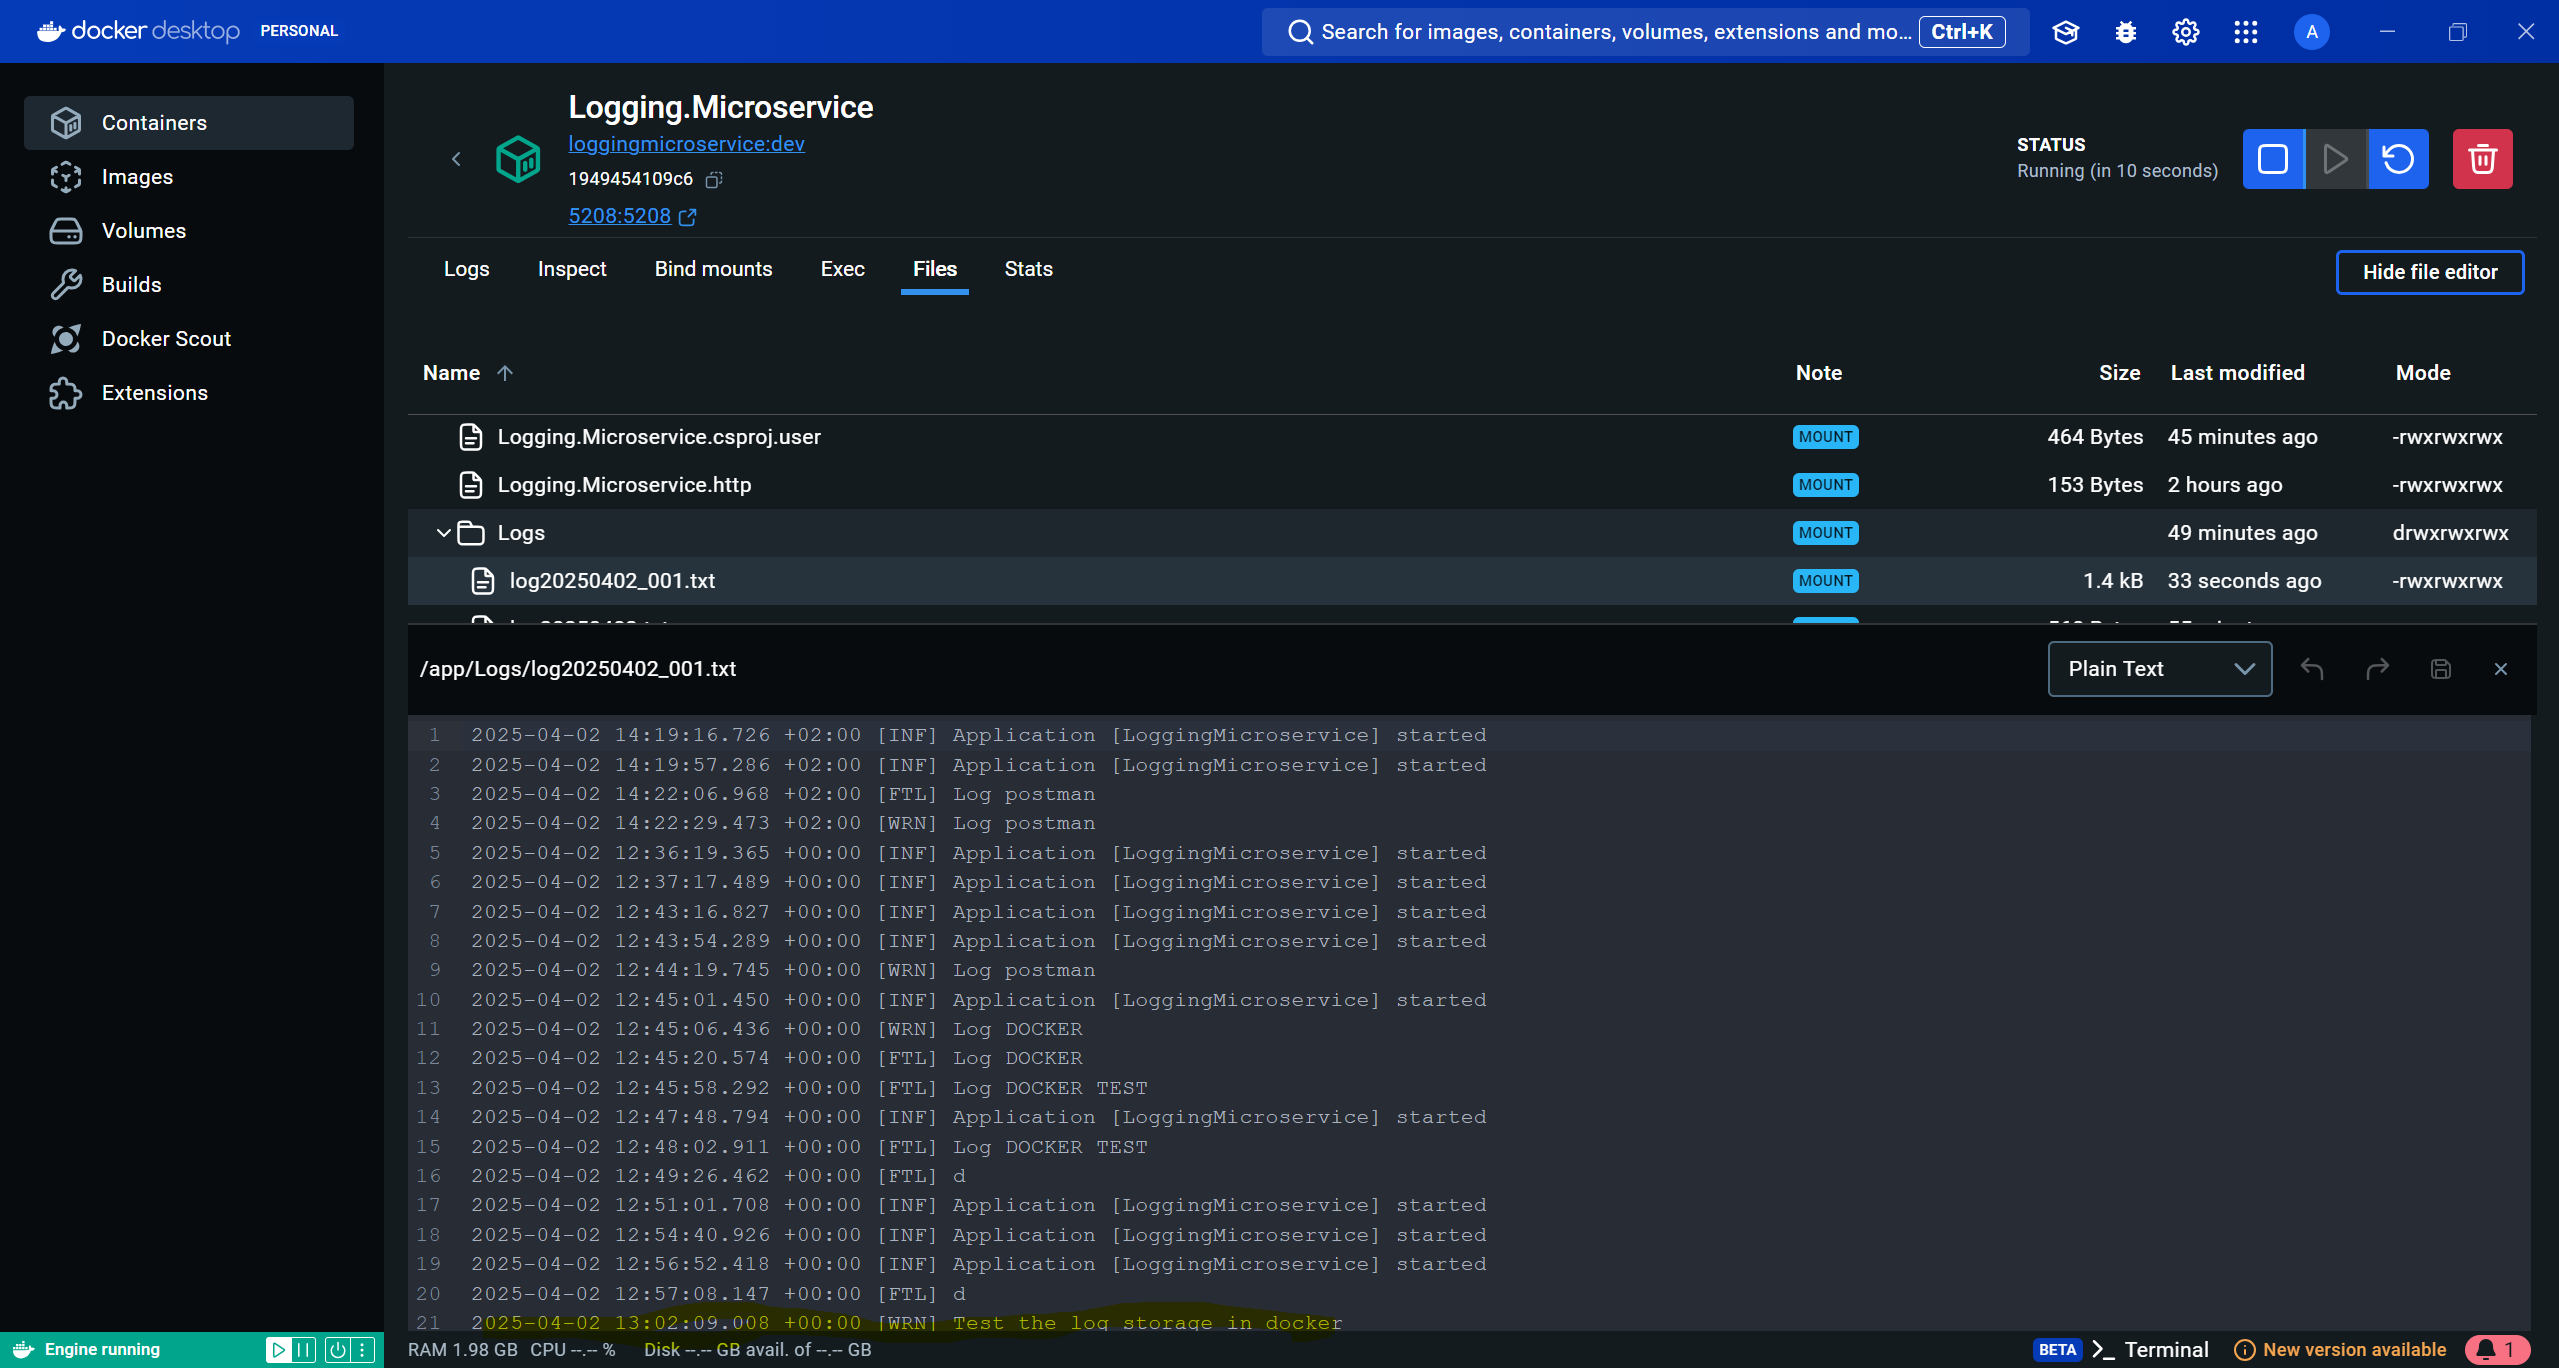 docker desktop PERSONAL
Search for images, containers, volumes, extensions and mo... Ctrl+K
A
Containers
Images
Volumes
Builds
Docker Scout
Extensions
Logging.Microservice
loggingmicroservice:dev
1949454109c6
5208:5208
STATUS
Running (in 10 seconds)
Logs Inspect Bind mounts Exec Files Stats
Hide file editor
Name Note Size Last modified Mode
Logging.Microservice.csproj.user MOUNT 464 Bytes 45 minutes ago -rwxrwxrwx
Logging.Microservice.http MOUNT 153 Bytes 2 hours ago -rwxrwxrwx
Logs MOUNT 49 minutes ago drwxrwxrwx
log20250402_001.txt MOUNT 1.4 kB 33 seconds ago -rwxrwxrwx
/app/Logs/log20250402_001.txt
Plain Text
1 2025-04-02 14:19:16.726 +02:00 [INF] Application [LoggingMicroservice] started
2 2025-04-02 14:19:57.286 +02:00 [INF] Application [LoggingMicroservice] started
3 2025-04-02 14:22:06.968 +02:00 [FTL] Log postman
4 2025-04-02 14:22:29.473 +02:00 [WRN] Log postman
5 2025-04-02 12:36:19.365 +00:00 [INF] Application [LoggingMicroservice] started
6 2025-04-02 12:37:17.489 +00:00 [INF] Application [LoggingMicroservice] started
7 2025-04-02 12:43:16.827 +00:00 [INF] Application [LoggingMicroservice] started
8 2025-04-02 12:43:54.289 +00:00 [INF] Application [LoggingMicroservice] started
9 2025-04-02 12:44:19.745 +00:00 [WRN] Log postman
10 2025-04-02 12:45:01.450 +00:00 [INF] Application [LoggingMicroservice] started
11 2025-04-02 12:45:06.436 +00:00 [WRN] Log DOCKER
12 2025-04-02 12:45:20.574 +00:00 [FTL] Log DOCKER
13 2025-04-02 12:45:58.292 +00:00 [FTL] Log DOCKER TEST
14 2025-04-02 12:47:48.794 +00:00 [INF] Application [LoggingMicroservice] started
15 2025-04-02 12:48:02.911 +00:00 [FTL] Log DOCKER TEST
16 2025-04-02 12:49:26.462 +00:00 [FTL] d
17 2025-04-02 12:51:01.708 +00:00 [INF] Application [LoggingMicroservice] started
18 2025-04-02 12:54:40.926 +00:00 [INF] Application [LoggingMicroservice] started
19 2025-04-02 12:56:52.418 +00:00 [INF] Application [LoggingMicroservice] started
20 2025-04-02 12:57:08.147 +00:00 [FTL] d
21 2025-04-02 13:02:09.008 +00:00 [WRN] Test the log storage in docker
Engine running
RAM 1.98 GB CPU --.-- % Disk --.-- GB avail. of --.-- GB
BETA Terminal New version available 1